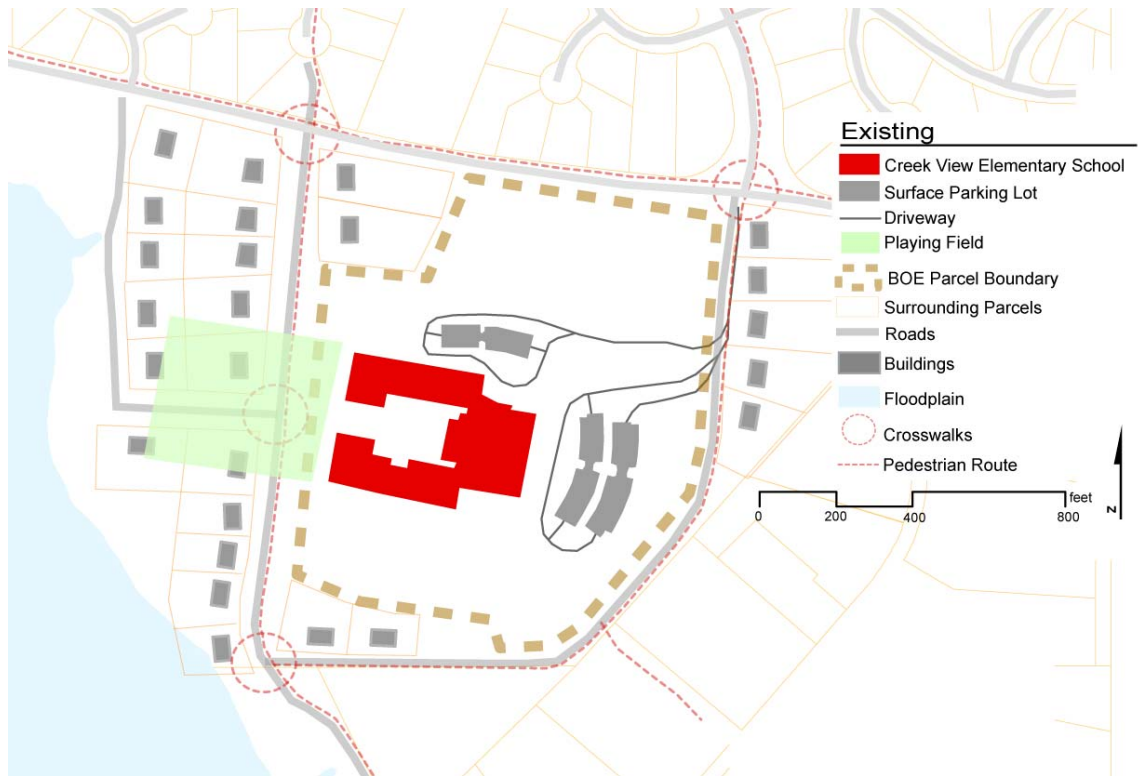 Existing
Creek View Elementary School
Surface Parking Lot
Driveway
Playing Field
BOE Parcel Boundary
Surrounding Parcels
Roads
Buildings
Floodplain
Crosswalks
Pedestrian Route
feet
0 200 400 800
N